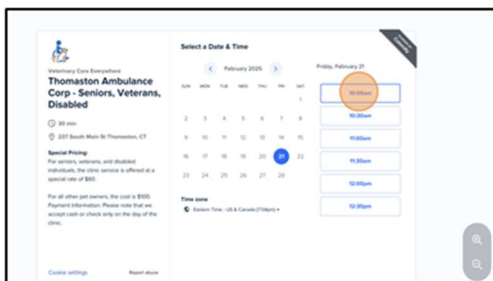 Veterinary Care Everywhere
Thomaston Ambulance
Corp - Seniors, Veterans,
Disabled
30 min
237 South Main St Thomaston, CT
Special Pricing:
For seniors, veterans, and disabled
individuals, the clinic service is offered at a
special rate of $60.
For all other pet owners, the cost is $100.
Payment Information: Please note that we
accept cash or check only on the day of the
clinic.
Cookie settings
Report abuse
Select a Date & Time
February 2025
SUN MON TUE WED THU FRI SAT
1
2 3 4 5 6 7 8
9 10 11 12 13 14 15
16 17 18 19 20 21 22
23 24 25 26 27 28
Time zone
Eastern Time - US & Canada (7:04pm)
Friday, February 21
10:00am
10:30am
11:00am
11:30am
12:00pm
12:30pm